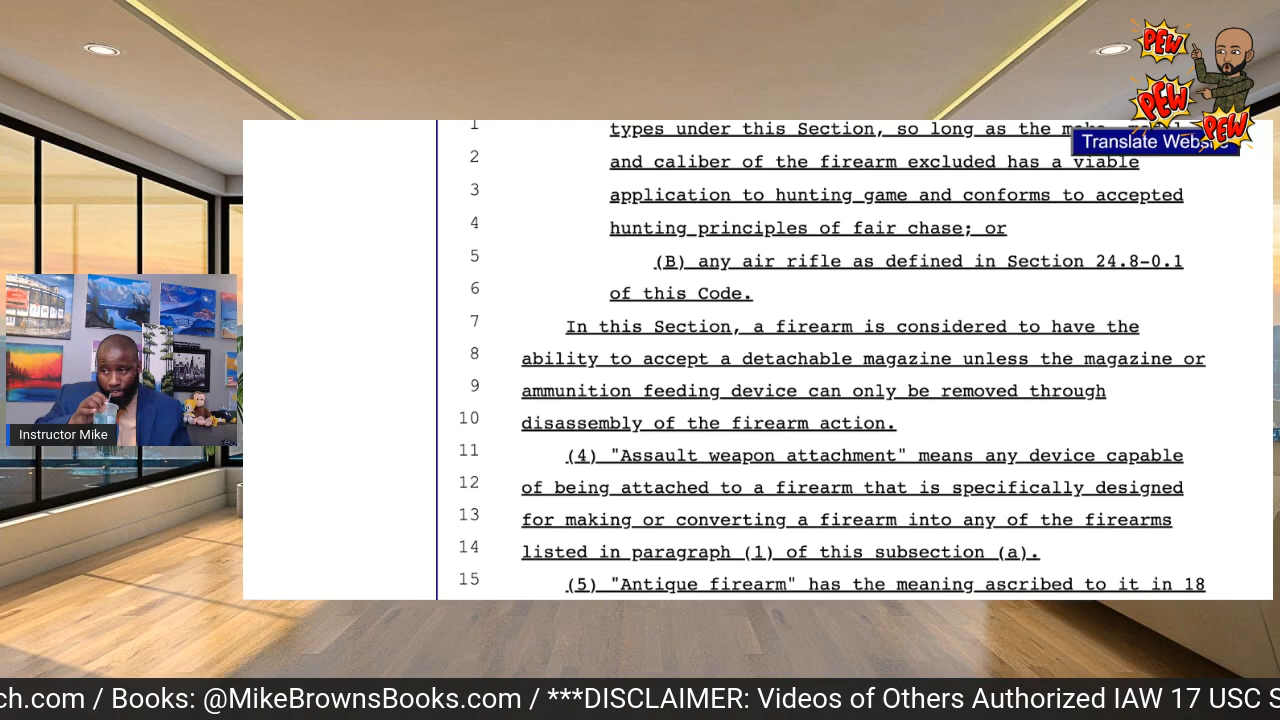 PEW
PEW
PEW
1 types under this Section, so long as the
Translate Website
2 and caliber of the firearm excluded has a viable
3 application to hunting game and conforms to accepted
4 hunting principles of fair chase; or
5 (B) any air rifle as defined in Section 24.8-0.1
6 of this Code.
7 In this Section, a firearm is considered to have the
8 ability to accept a detachable magazine unless the magazine or
9 ammunition feeding device can only be removed through
10 disassembly of the firearm action.
11 (4) "Assault weapon attachment" means any device capable
12 of being attached to a firearm that is specifically designed
13 for making or converting a firearm into any of the firearms
14 listed in paragraph (1) of this subsection (a).
15 (5) "Antique firearm" has the meaning ascribed to it in 18
Instructor Mike
ch.com / Books: @MikeBrownsBooks.com / ***DISCLAIMER: Videos of Others Authorized IAW 17 USC S